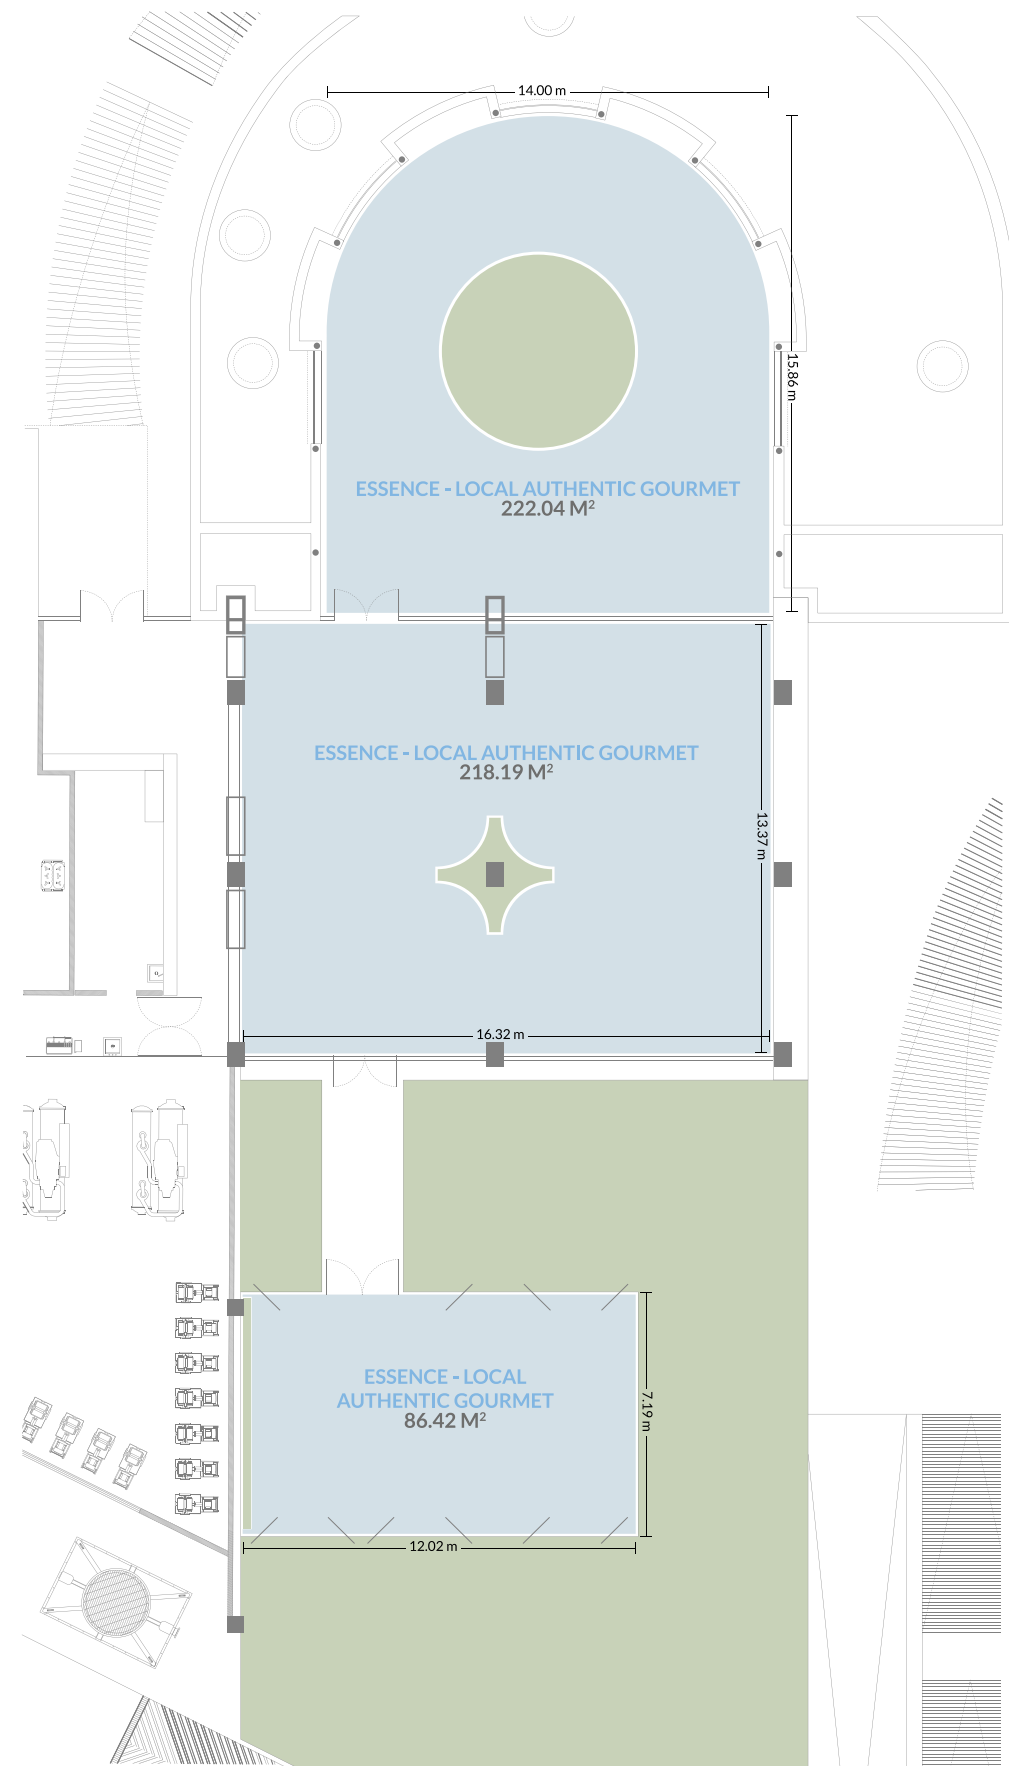 14.00 m
15.86 m
ESSENCE - LOCAL AUTHENTIC GOURMET
222.04 M²
ESSENCE - LOCAL AUTHENTIC GOURMET
218.19 M²
13.37 m
16.32 m
ESSENCE - LOCAL
AUTHENTIC GOURMET
86.42 M²
7.19 m
12.02 m